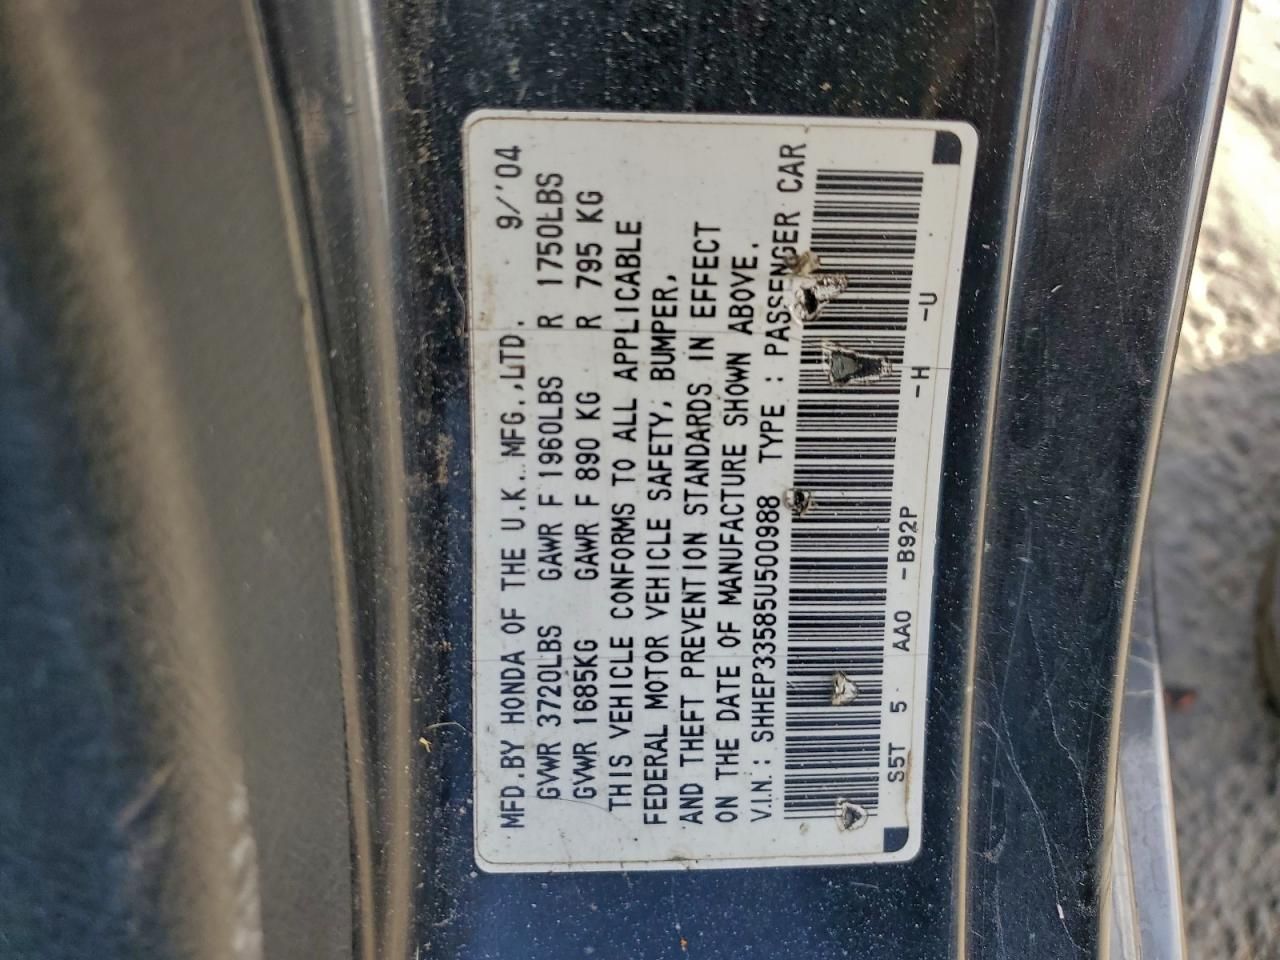 MFD.BY HONDA OF THE U.K. MFG.,LTD. 9/'04
GVWR 3720LBS GAWR F 1960LBS R 1750LBS
GVWR 1685KG GAWR F 890 KG R 795 KG
THIS VEHICLE CONFORMS TO ALL APPLICABLE
FEDERAL MOTOR VEHICLE SAFETY, BUMPER,
AND THEFT PREVENTION STANDARDS IN EFFECT
ON THE DATE OF MANUFACTURE SHOWN ABOVE.
V.I.N.: SHHEP33585U500988 TYPE : PASSENGER CAR
S5T 5 AA0 -B92P -H -U